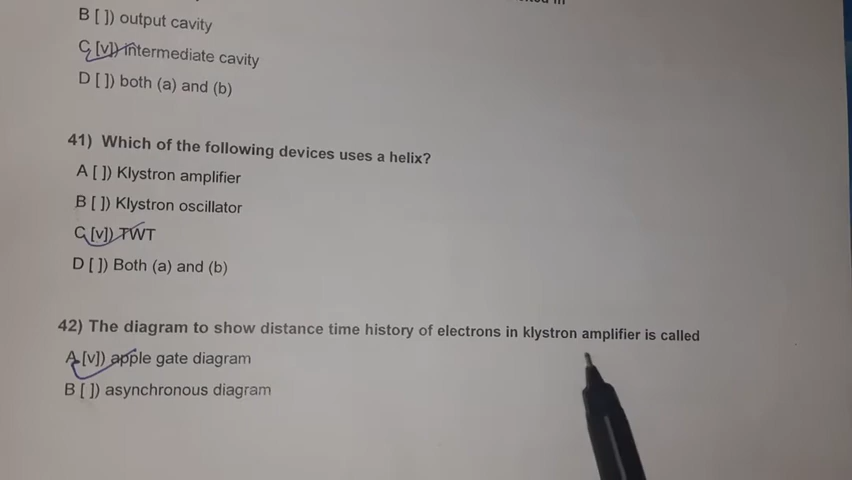 B [ ]) output cavity
C [v]) intermediate cavity
D [ ]) both (a) and (b)
41) Which of the following devices uses a helix?
A [ ]) Klystron amplifier
B [ ]) Klystron oscillator
C [v]) TWT
D [ ]) Both (a) and (b)
42) The diagram to show distance time history of electrons in klystron amplifier is called
A [v]) apple gate diagram
B [ ]) asynchronous diagram